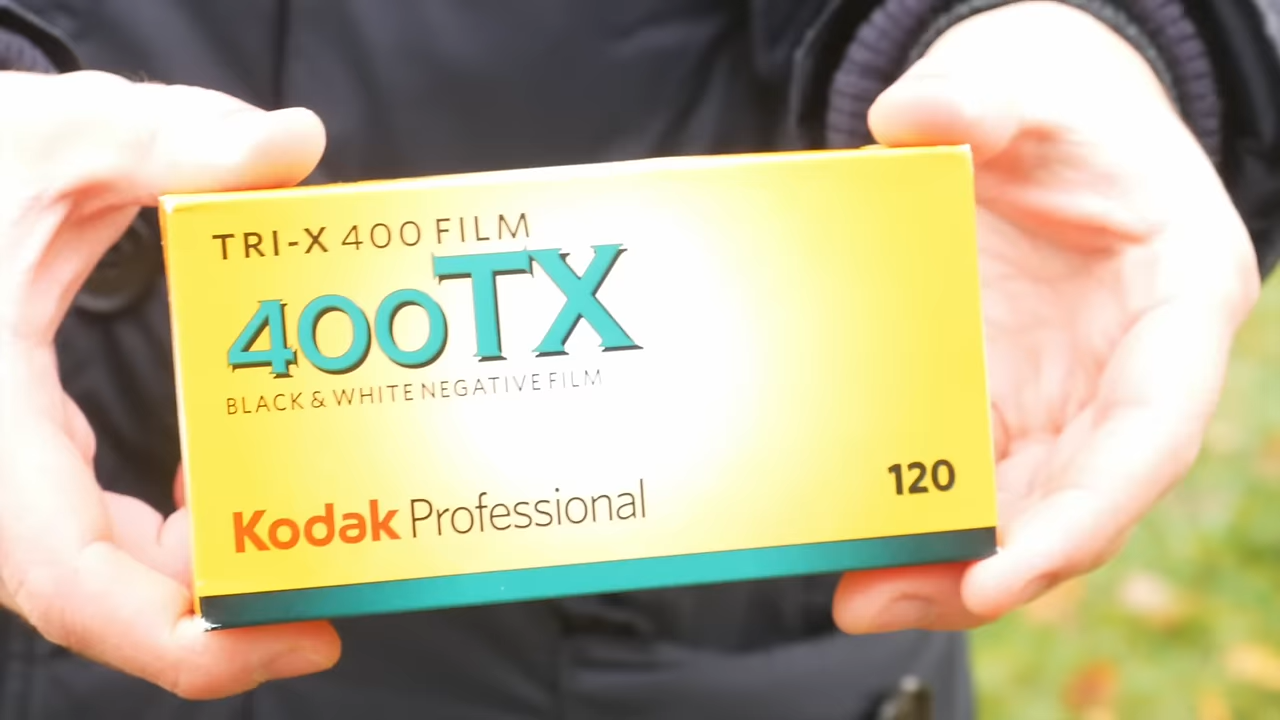 TRI-X 400 FILM
400TX
BLACK & WHITE NEGATIVE FILM
Kodak Professional
120